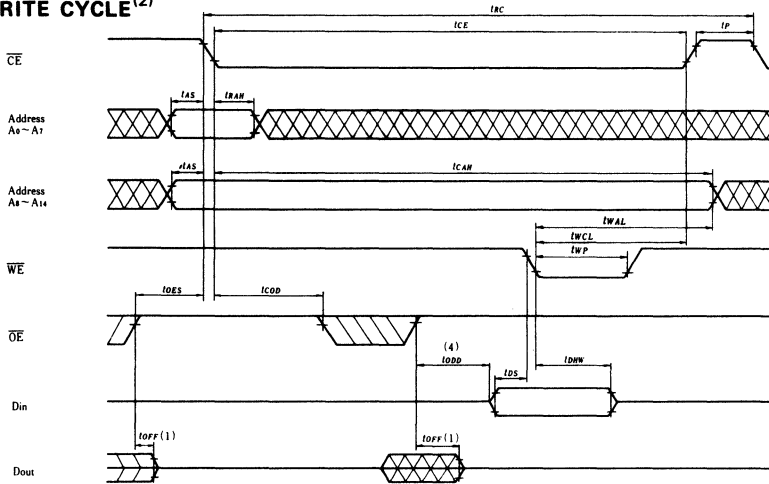 RITE CYCLE(2)
tRC
tCE
tP
CE
tAS
tRAH
Address
A0~A7
tAS
tCAH
Address
A8~A14
tWAL
tWCL
tWP
WE
tOES
tCOD
OE
(4)
tODD
tDS
tDHW
Din
tOFF(1)
tOFF(1)
Dout